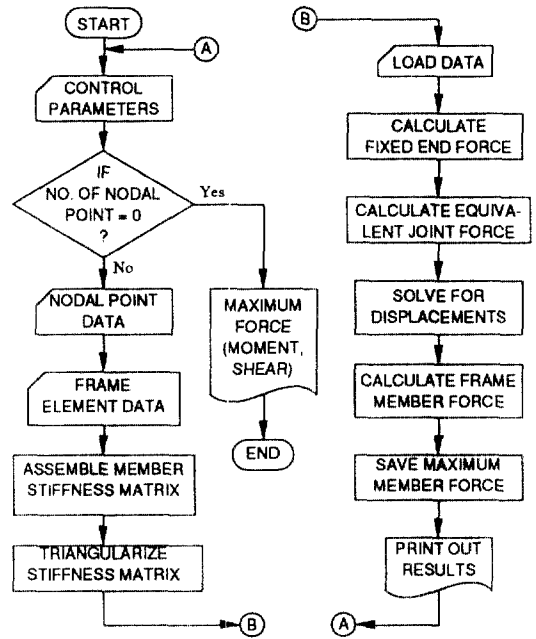 START
A
CONTROL
PARAMETERS
IF
NO. OF NODAL
POINT = 0
?
Yes
No
NODAL POINT
DATA
FRAME
ELEMENT DATA
ASSEMBLE MEMBER
STIFFNESS MATRIX
TRIANGULARIZE
STIFFNESS MATRIX
B
MAXIMUM
FORCE
(MOMENT,
SHEAR)
END
B
LOAD DATA
CALCULATE
FIXED END FORCE
CALCULATE EQUIVA-
LENT JOINT FORCE
SOLVE FOR
DISPLACEMENTS
CALCULATE FRAME
MEMBER FORCE
SAVE MAXIMUM
MEMBER FORCE
PRINT OUT
RESULTS
A